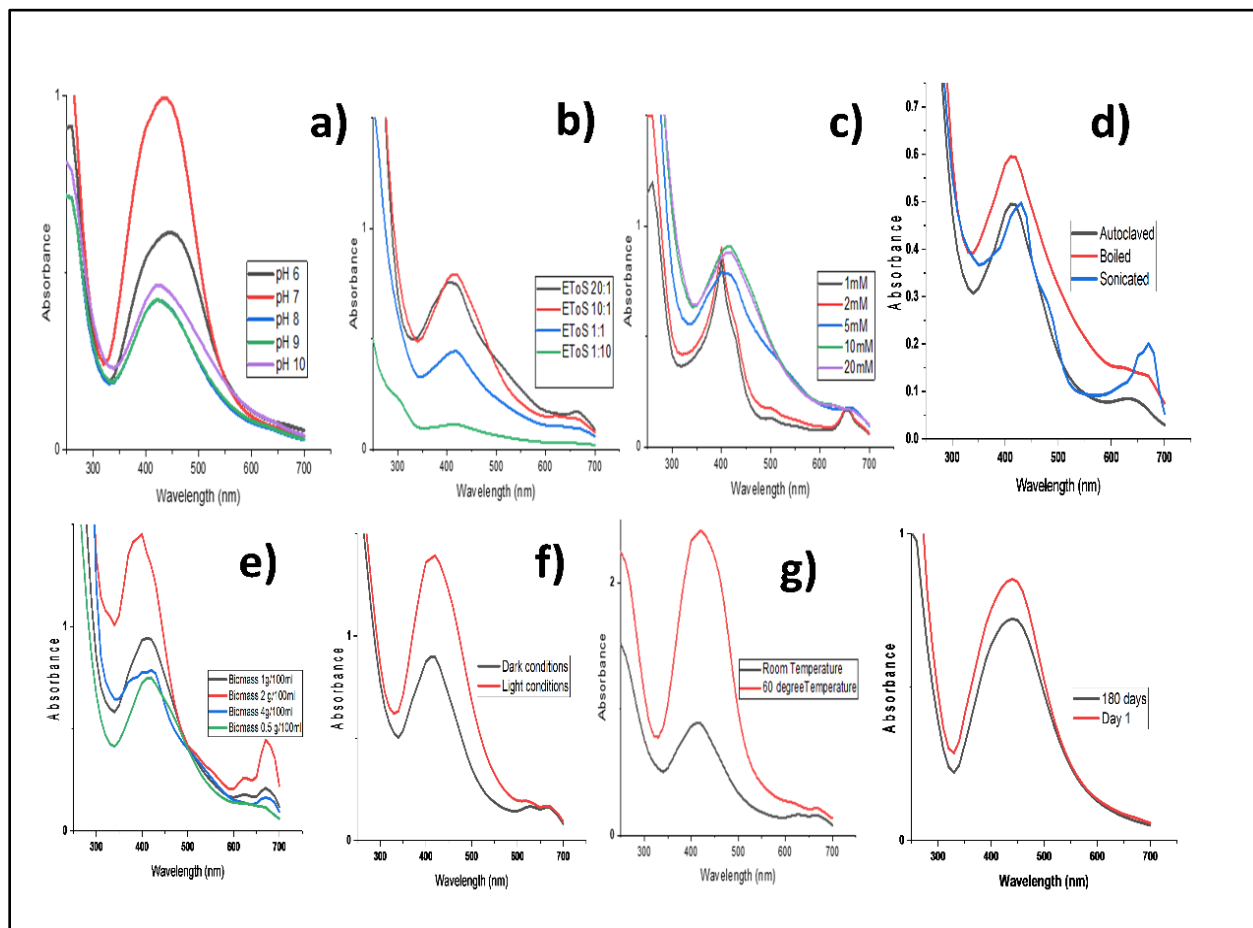 a)
Absorbance
1
0
pH 6
pH 7
pH 8
pH 9
pH 10
300 400 500 600 700
Wavelength (nm)
b)
Absorbance
1
0
EToS 20:1
EToS 10:1
EToS 1:1
EToS 1:10
300 400 500 600 700
Wavelength (nm)
c)
Absorbance
1
0
1mM
2mM
5mM
10mM
20mM
300 400 500 600 700
Wavelength (nm)
d)
Absorbance
0.7
0.6
0.5
0.4
0.3
0.2
0.1
0.0
Autoclaved
Boiled
Sonicated
300 400 500 600 700
Wavelength (nm)
e)
Absorbance
1
0
Biomass 1g/100ml
Biomass 2 g/100ml
Biomass 4g/100ml
Biomass 0.5 g/100ml
300 400 500 600 700
Wavelength (nm)
f)
Absorbance
1
0
Dark conditions
Light conditions
300 400 500 600 700
Wavelength (nm)
g)
Absorbance
2
0
Room Temperature
60 degreeTemperature
300 400 500 600 700
Wavelength (nm)
Absorbance
1
0
180 days
Day 1
300 400 500 600 700
Wavelength (nm)